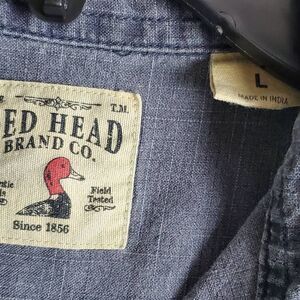 T.M.
ED HEAD
BRAND CO.
Field
Tested
Since 1856
L
MADE IN INDIA